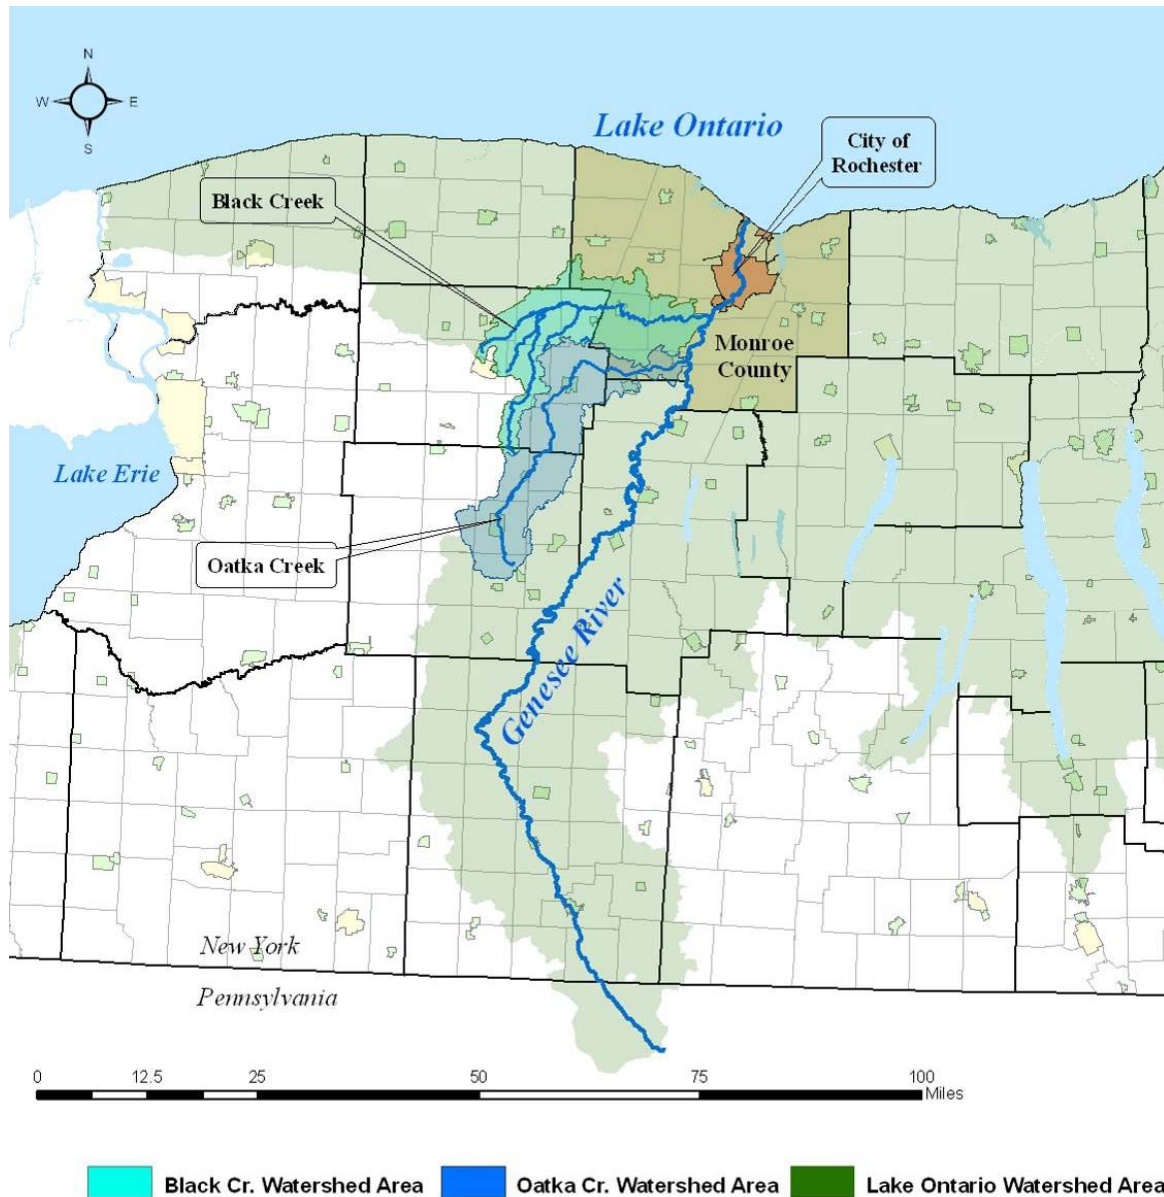 N
W E
S
Lake Ontario
City of
Rochester
Black Creek
Monroe
County
Lake Erie
Oatka Creek
Genesee River
New York
Pennsylvania
0 12.5 25 50 75 100
Miles
Black Cr. Watershed Area Oatka Cr. Watershed Area Lake Ontario Watershed Area